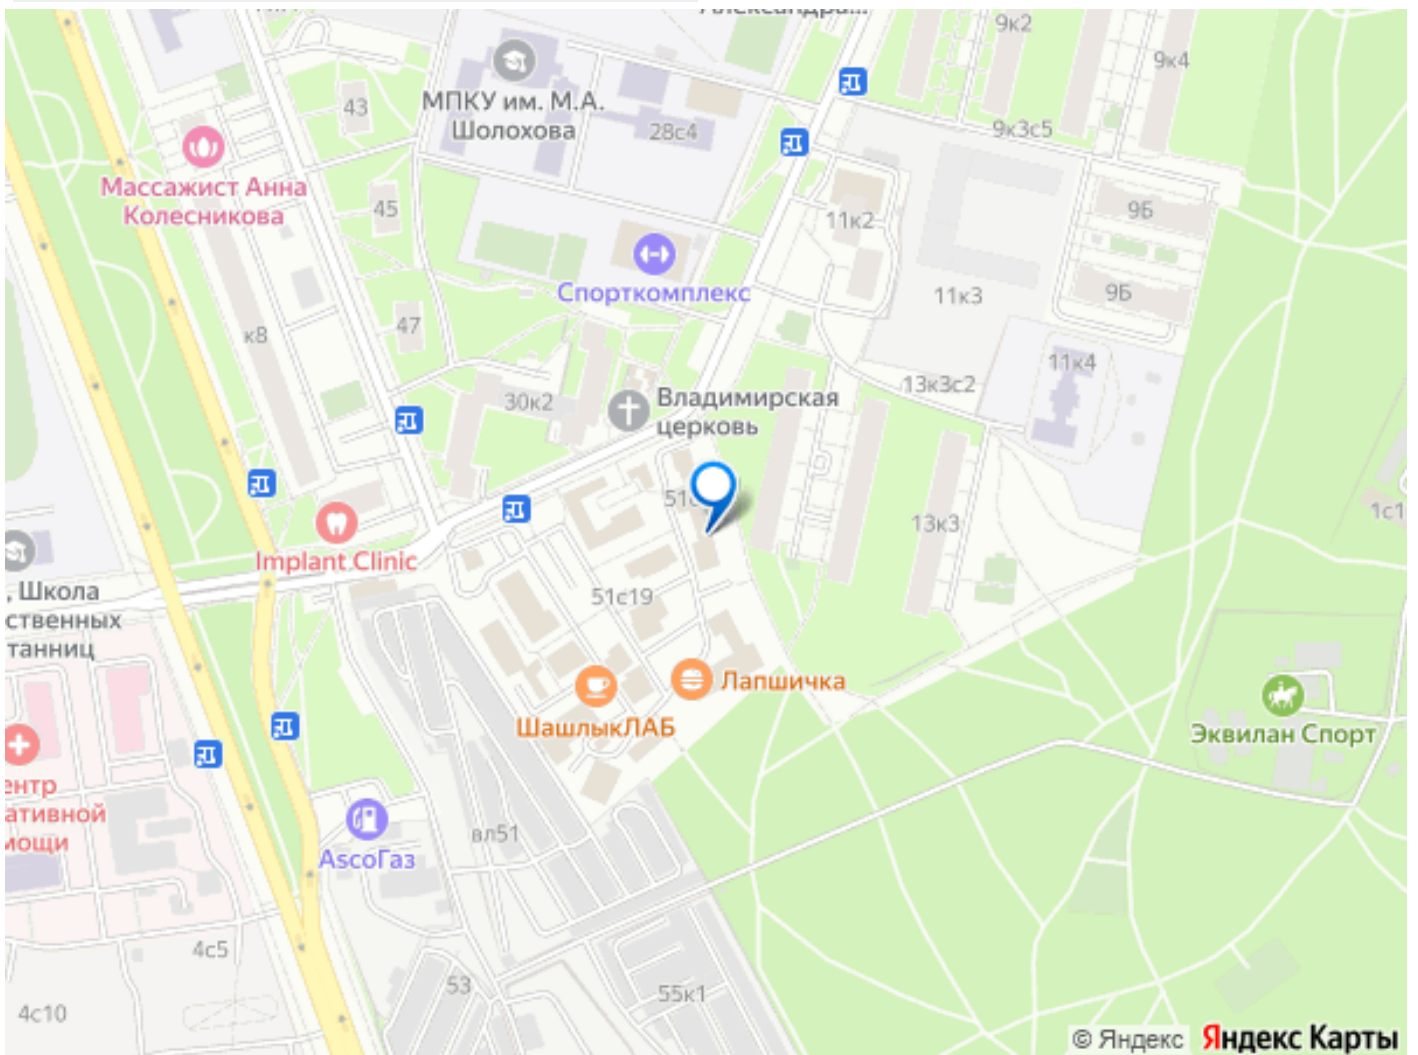 9к2
9к4
43
МПКУ им. М.А.
Шолохова
28с4
9к3с5
Массажист Анна
Колесникова
45
11к2
9Б
Спорткомплекс
11к3
9Б
47
к8
11к4
30к2
Владимирская
церковь
13к3с2
13к3
Implant Clinic
51с19
, Школа
ственных
танниц
Лапшичка
ШашлыкЛАБ
Эквилан Спорт
ентр
ативной
мощи
вл51
AscoГаз
4с5
53
55к1
4с10
© Яндекс Яндекс Карты